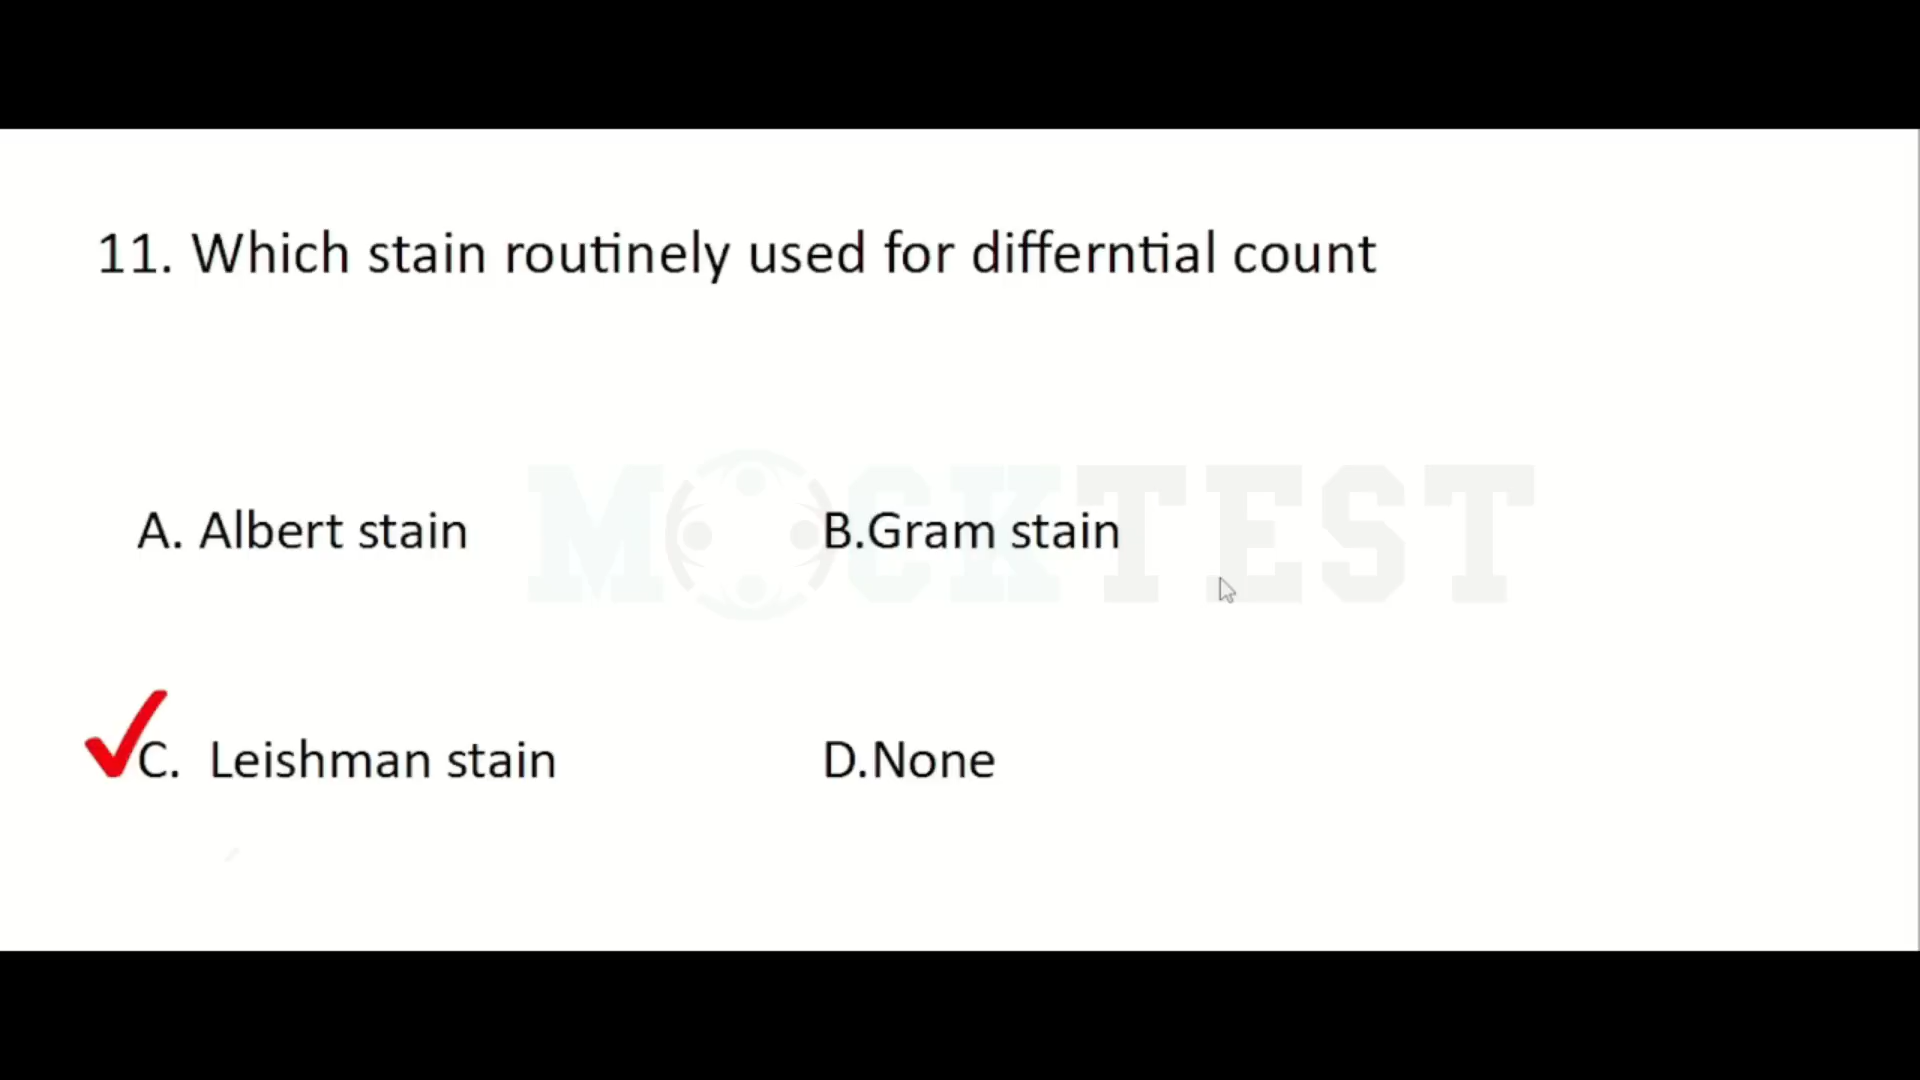 11. Which stain routinely used for differntial count
MOCKTEST
A. Albert stain
B.Gram stain
C. Leishman stain
D.None